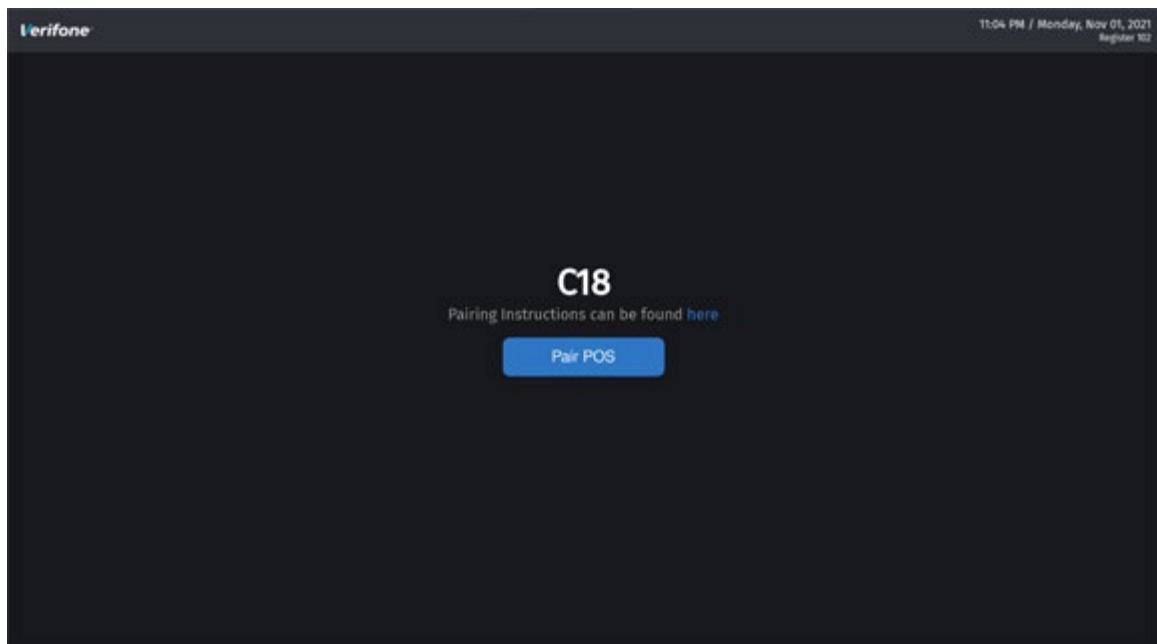 Verifone
11:04 PM / Monday, Nov 01, 2021
Register 102
C18
Pairing Instructions can be found here
Pair POS